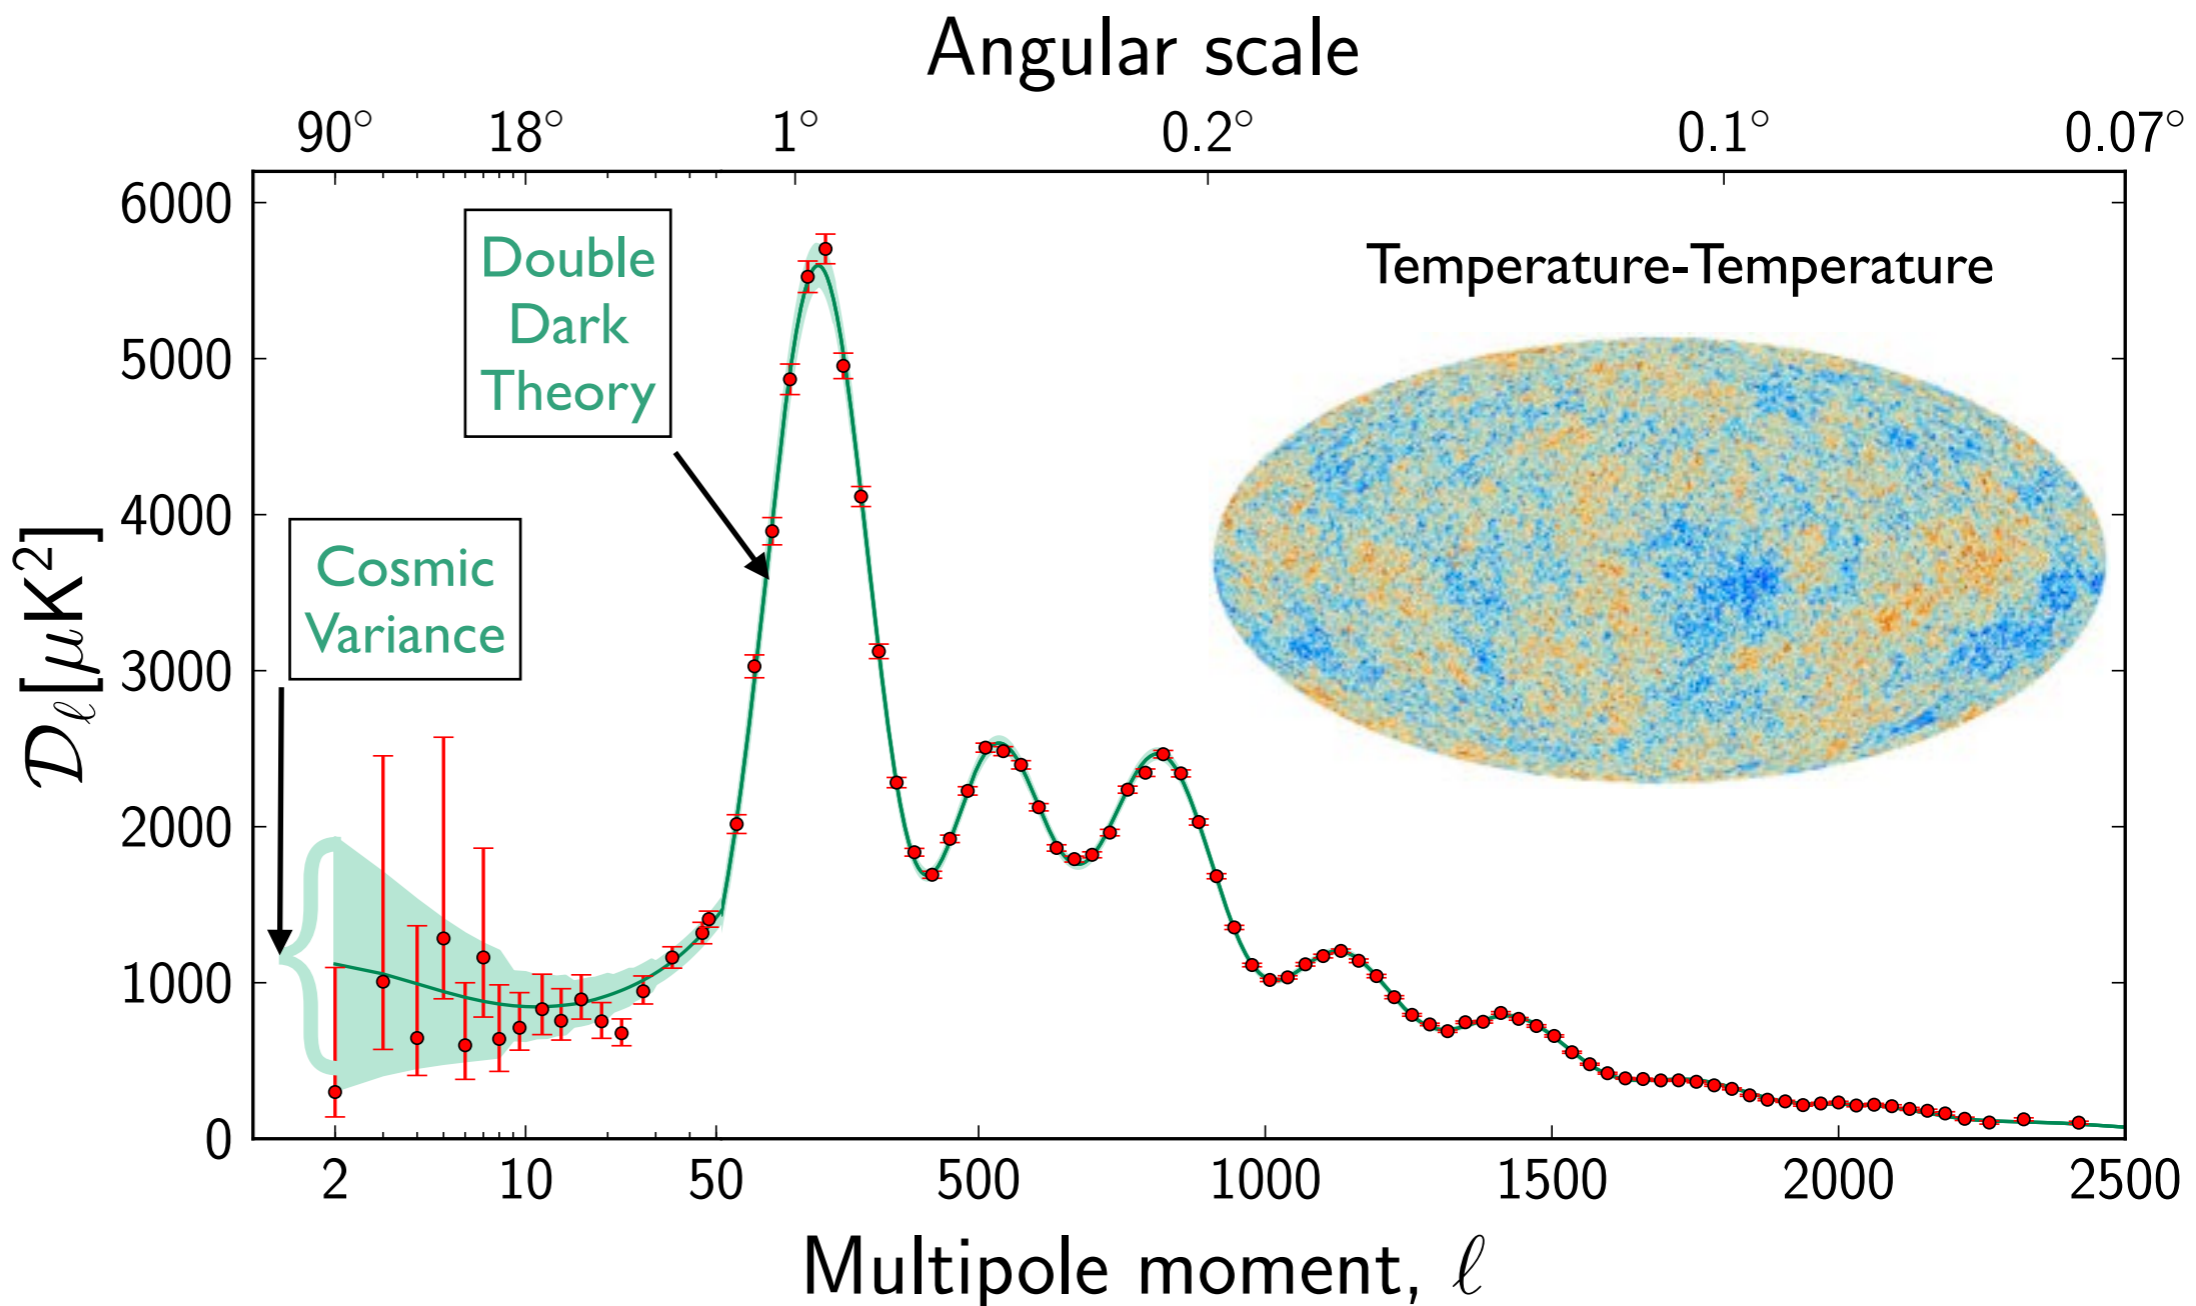 Angular scale
90° 18° 1° 0.2° 0.1° 0.07°
6000
5000
4000
3000
2000
1000
0
𝒟ℓ[μK²]
Double
Dark
Theory
Temperature-Temperature
Cosmic
Variance
2 10 50 500 1000 1500 2000 2500
Multipole moment, ℓ